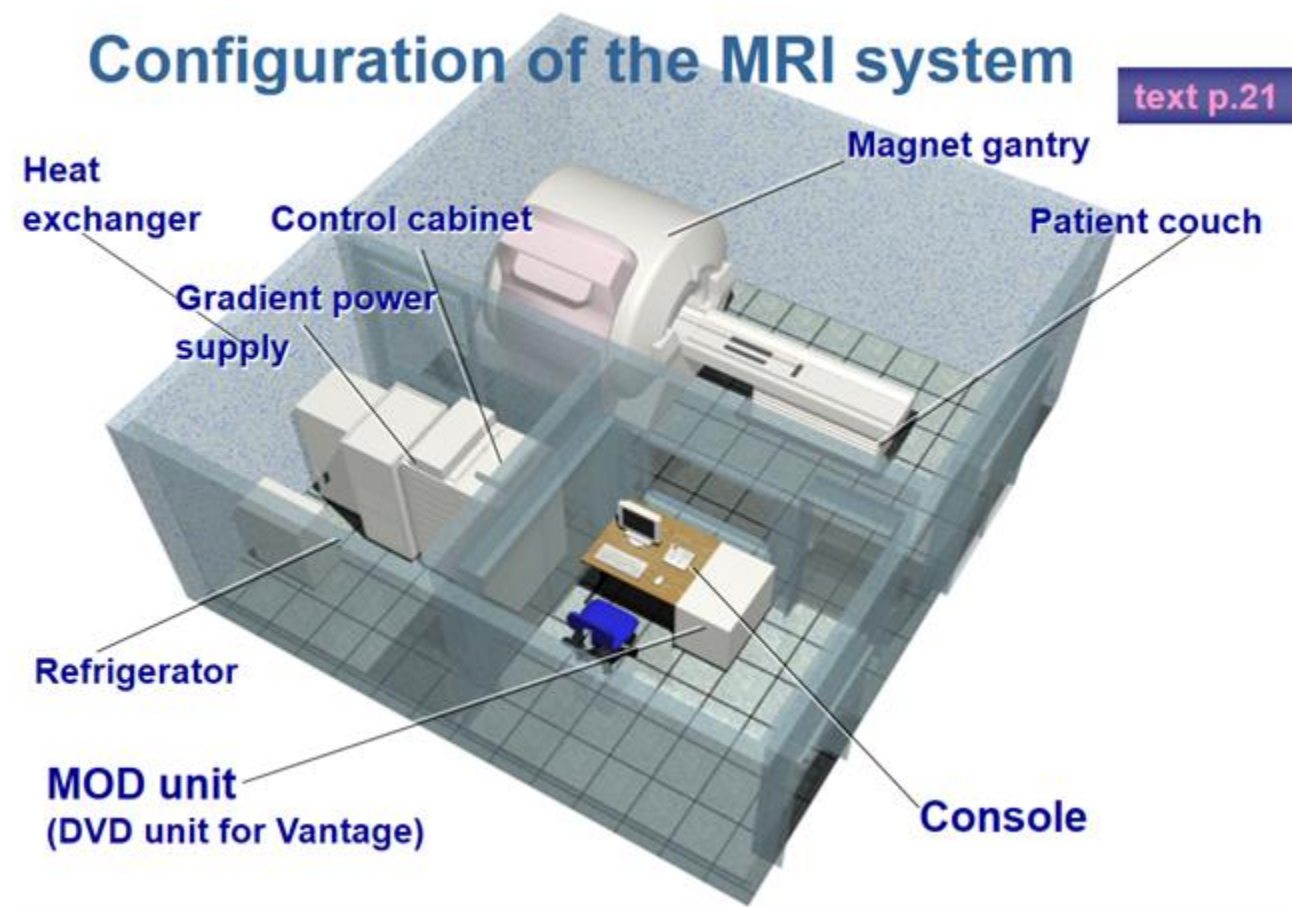 Configuration of the MRI system
text p.21
Magnet gantry
Heat
exchanger
Control cabinet
Patient couch
Gradient power
supply
Refrigerator
MOD unit
(DVD unit for Vantage)
Console